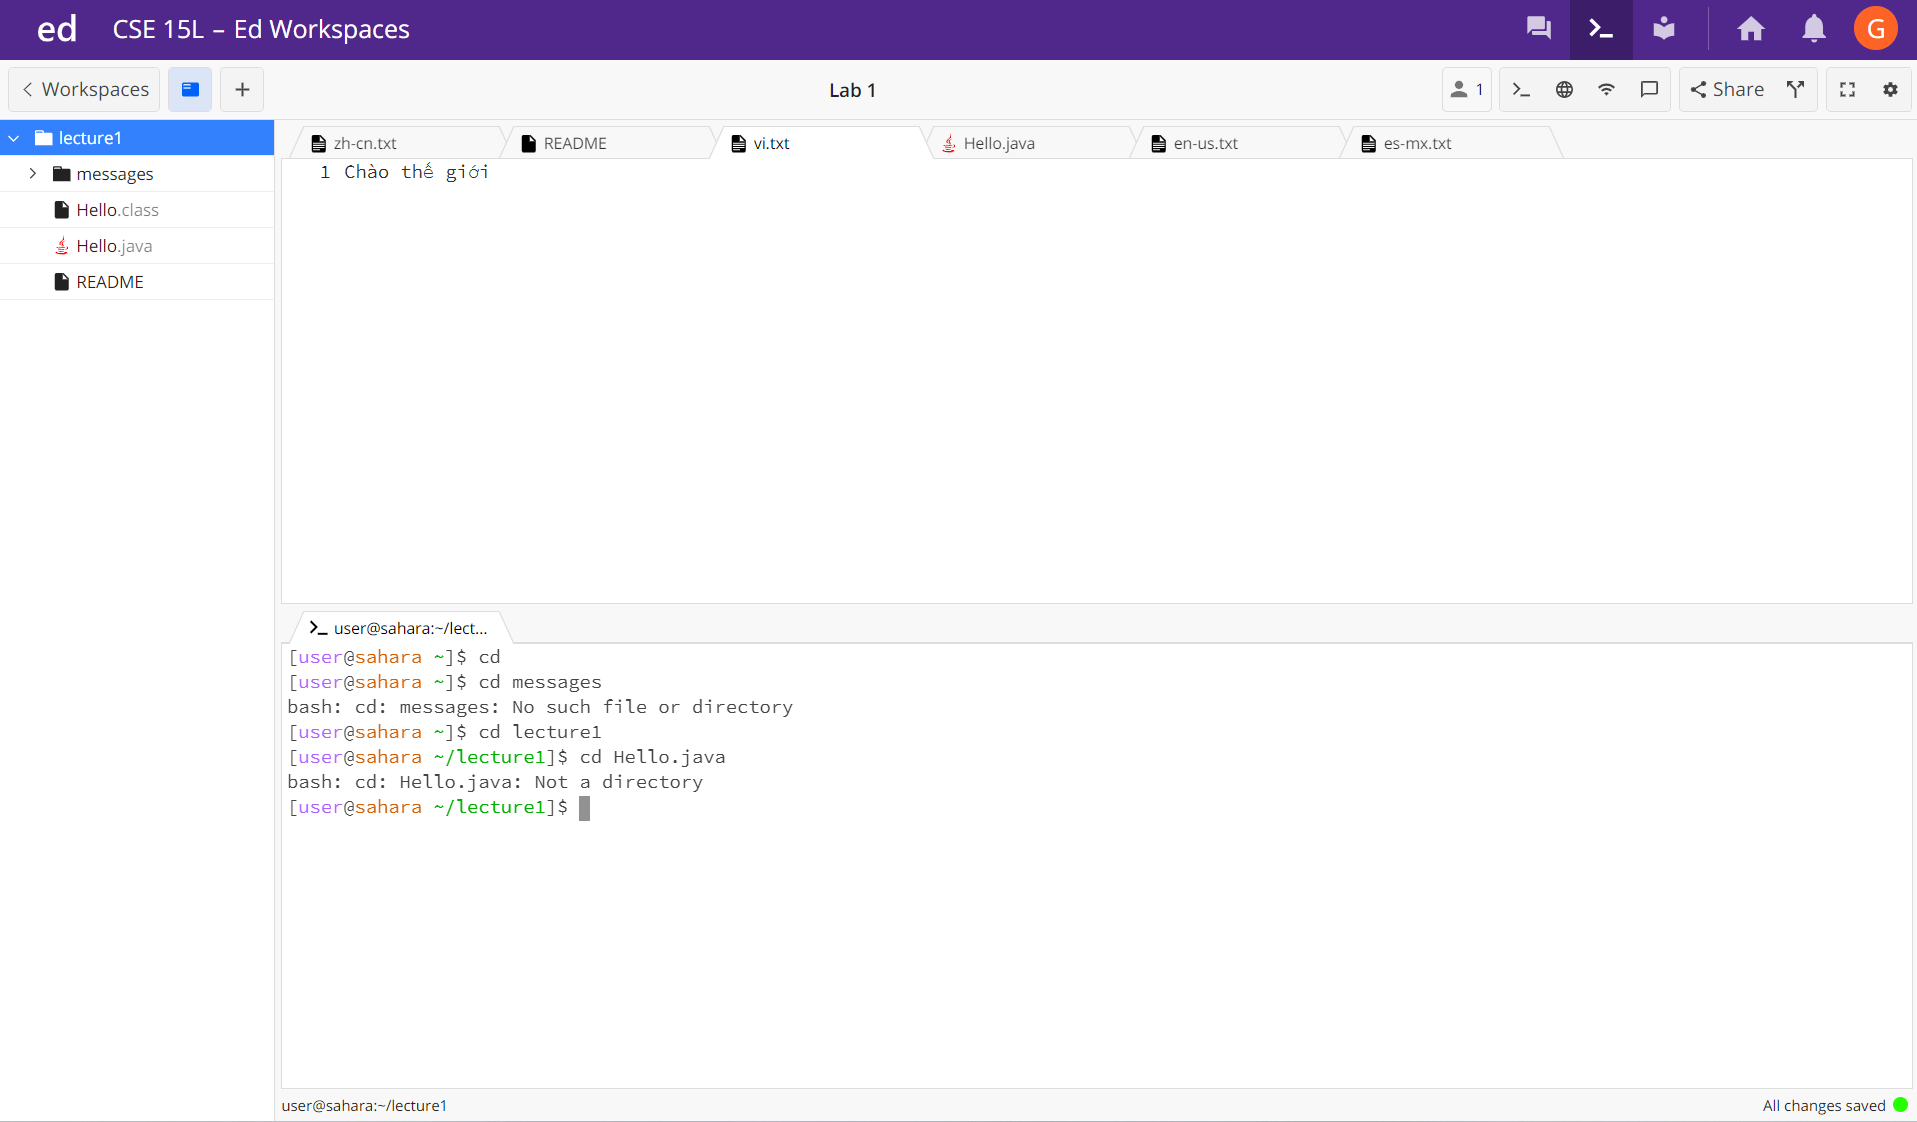 ed CSE 15L – Ed Workspaces G
Workspaces + Lab 1 1 Share
lecture1
messages
Hello.class
Hello.java
README
zh-cn.txt README vi.txt Hello.java en-us.txt es-mx.txt
1 Chào thế giới
user@sahara:~/lect...
[user@sahara ~]$ cd
[user@sahara ~]$ cd messages
bash: cd: messages: No such file or directory
[user@sahara ~]$ cd lecture1
[user@sahara ~/lecture1]$ cd Hello.java
bash: cd: Hello.java: Not a directory
[user@sahara ~/lecture1]$
user@sahara:~/lecture1 All changes saved